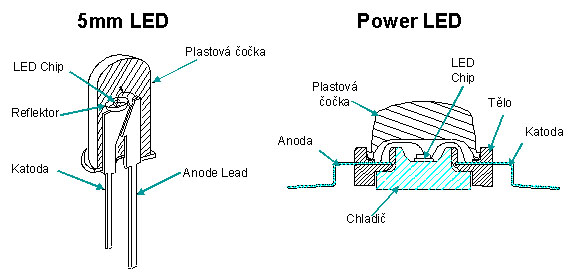 5mm LED
Plastová čočka
LED Chip
Reflektor
Katoda
Anode Lead
Power LED
LED
Chip
Plastová
čočka
Tělo
Anoda
Katoda
Chladič